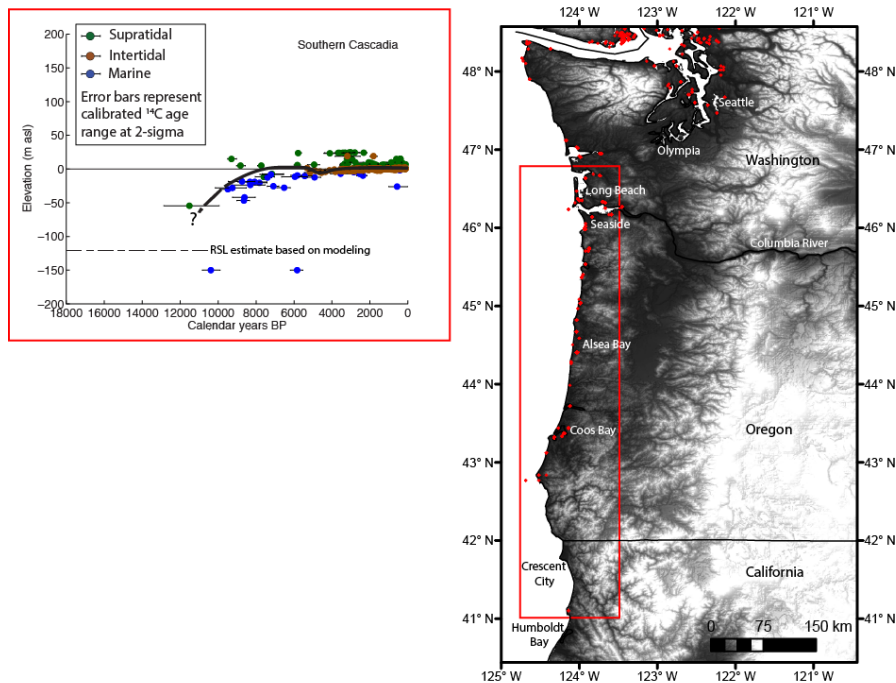 Southern Cascadia
Supratidal
Intertidal
Marine
Error bars represent
calibrated ¹⁴C age
range at 2-sigma
Elevation (m asl)
200
150
100
50
0
−50
−100
−150
−200
?
RSL estimate based on modeling
18000 16000 14000 12000 10000 8000 6000 4000 2000 0
Calendar years BP
124° W 123° W 122° W 121° W
48° N
47° N
46° N
45° N
44° N
43° N
42° N
41° N
Seattle
Olympia
Washington
Long Beach
Seaside
Columbia River
Alsea Bay
Coos Bay
Oregon
Crescent
City
California
Humboldt
Bay
0 75 150 km
48° N
47° N
46° N
45° N
44° N
43° N
42° N
41° N
125° W 124° W 123° W 122° W 121° W